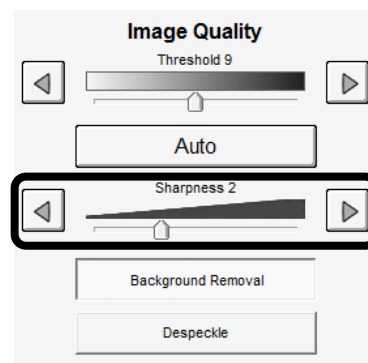 Image Quality
Threshold 9
Auto
Sharpness 2
Background Removal
Despeckle